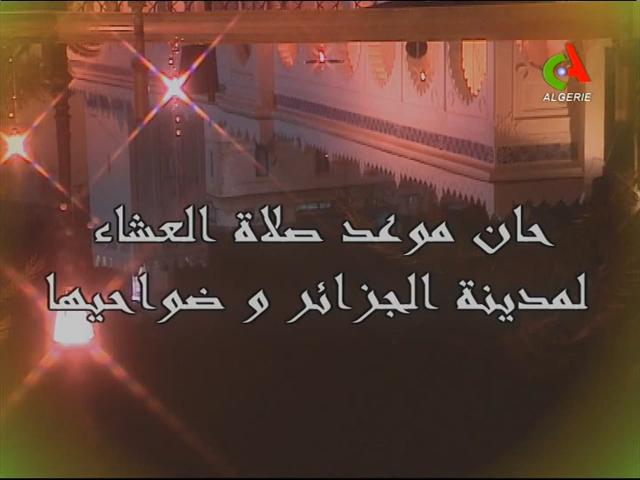 ALGERIE
حان موعد صلاة العشاء
لمدينة الجزائر و ضواحيها